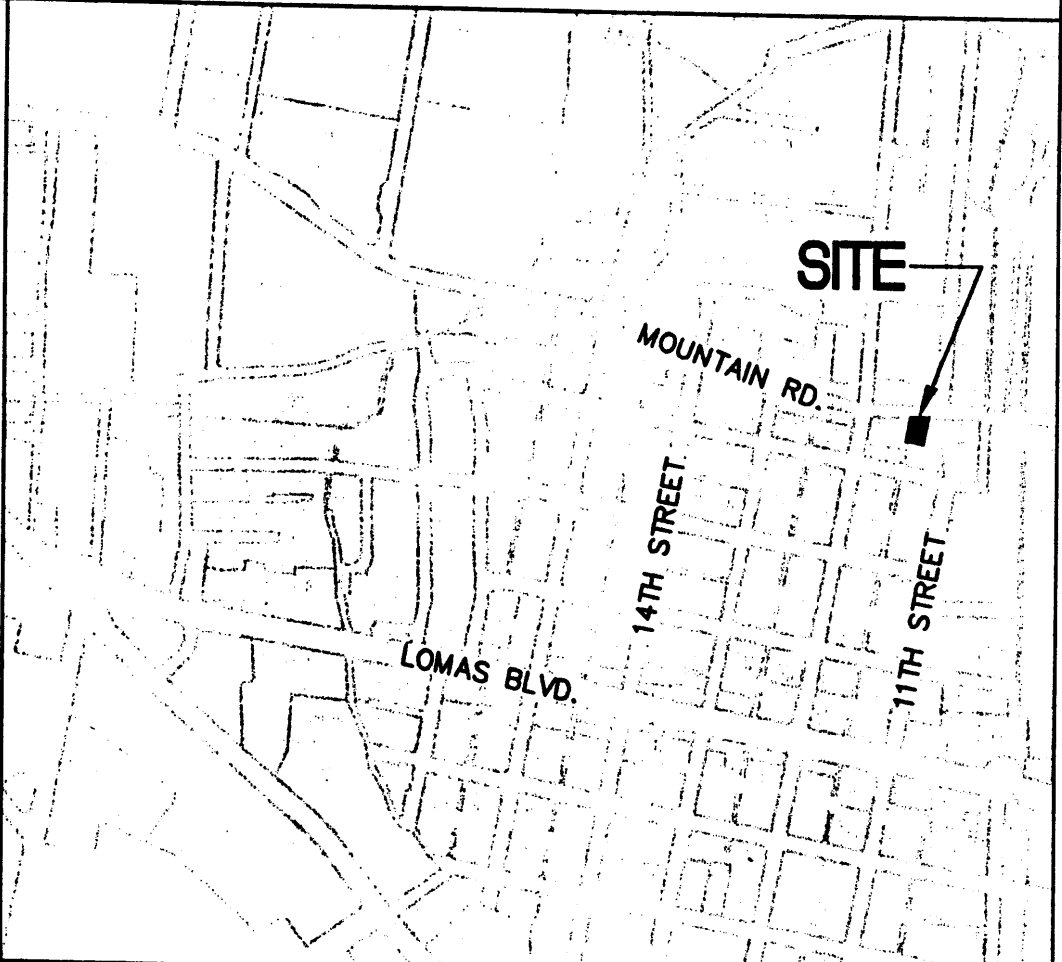 SITE
MOUNTAIN RD.
14TH STREET
11TH STREET
LOMAS BLVD.